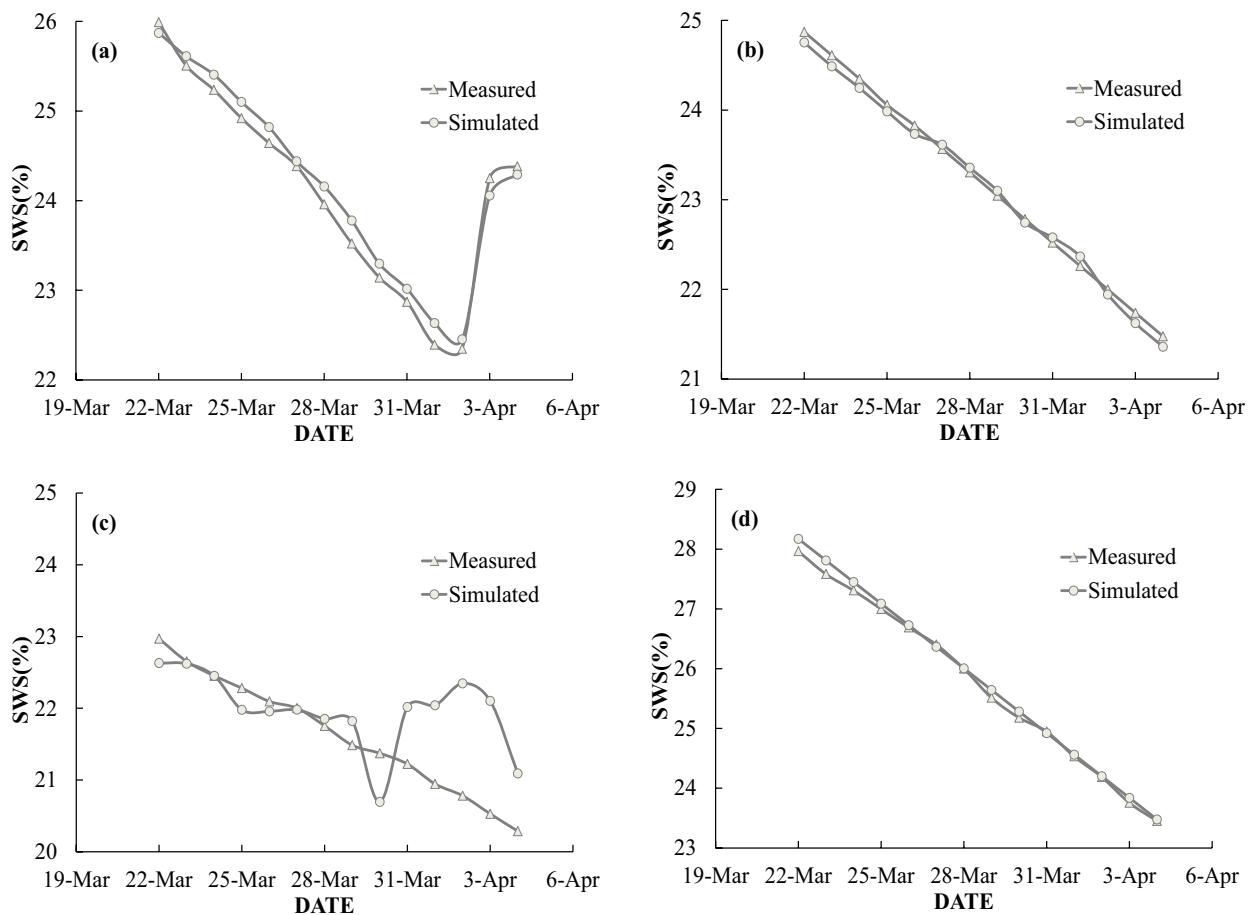 (a)
26
25
24
23
22
SWS(%)
Measured
Simulated
19-Mar 22-Mar 25-Mar 28-Mar 31-Mar 3-Apr 6-Apr
DATE
(b)
25
24
23
22
21
SWS(%)
Measured
Simulated
19-Mar 22-Mar 25-Mar 28-Mar 31-Mar 3-Apr 6-Apr
DATE
(c)
25
24
23
22
21
20
SWS(%)
Measured
Simulated
19-Mar 22-Mar 25-Mar 28-Mar 31-Mar 3-Apr 6-Apr
DATE
(d)
29
28
27
26
25
24
23
SWS(%)
Measured
Simulated
19-Mar 22-Mar 25-Mar 28-Mar 31-Mar 3-Apr 6-Apr
DATE